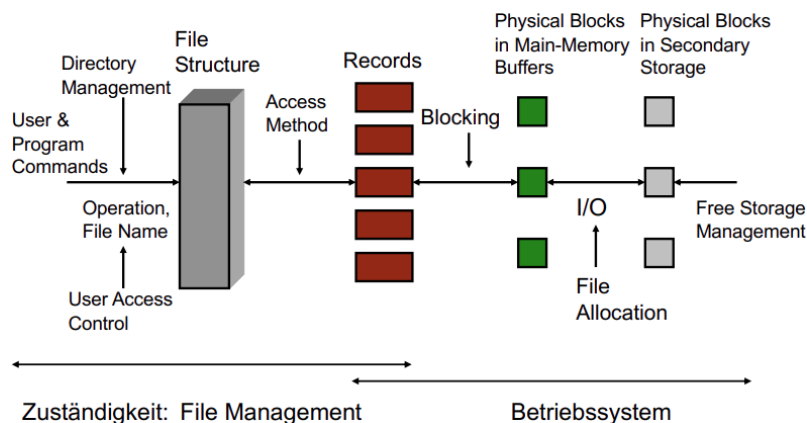 Directory
Management
User &
Program
Commands
Operation,
File Name
User Access
Control
File
Structure
Access
Method
Records
Blocking
Physical Blocks
in Main-Memory
Buffers
I/O
File
Allocation
Physical Blocks
in Secondary
Storage
Free Storage
Management
Zuständigkeit: File Management
Betriebssystem